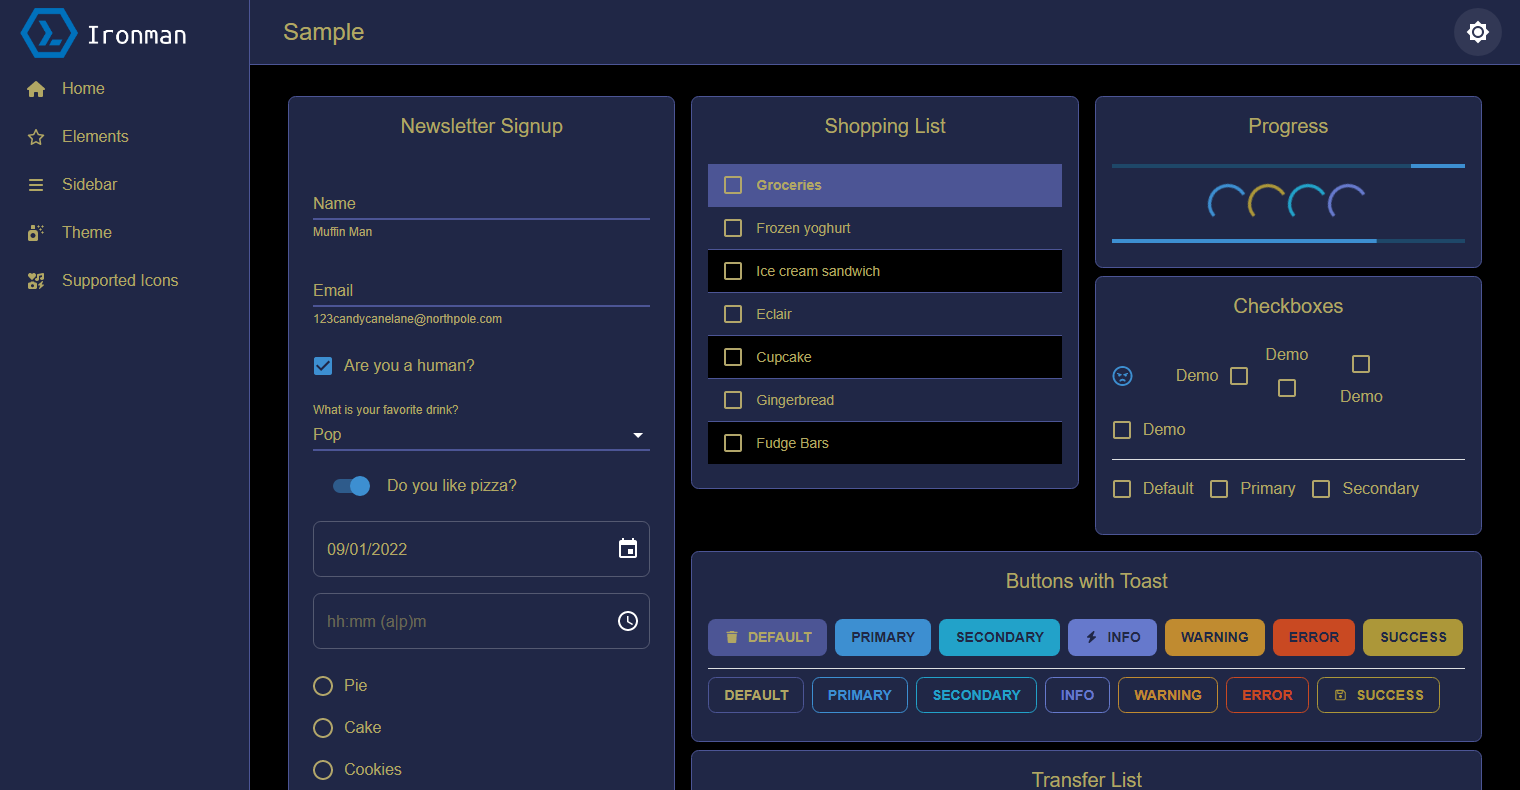 Ironman
Home
Elements
Sidebar
Theme
Supported Icons
Sample
Newsletter Signup
Name
Muffin Man
Email
123candycanelane@northpole.com
Are you a human?
What is your favorite drink?
Pop
Do you like pizza?
09/01/2022
hh:mm (a|p)m
Pie
Cake
Cookies
Shopping List
Groceries
Frozen yoghurt
Ice cream sandwich
Eclair
Cupcake
Gingerbread
Fudge Bars
Progress
Checkboxes
Demo
Demo
Demo
Demo
Default Primary Secondary
Buttons with Toast
DEFAULT PRIMARY SECONDARY INFO WARNING ERROR SUCCESS
DEFAULT PRIMARY SECONDARY INFO WARNING ERROR SUCCESS
Transfer List